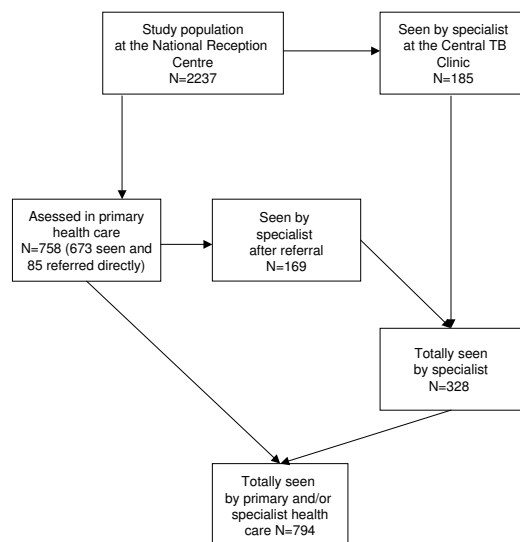 Study population
at the National Reception
Centre
N=2237
Seen by specialist
at the Central TB
Clinic
N=185
Asessed in primary
health care
N=758 (673 seen and
85 referred directly)
Seen by
specialist
after referral
N=169
Totally seen
by specialist
N=328
Totally seen
by primary and/or
specialist health
care N=794